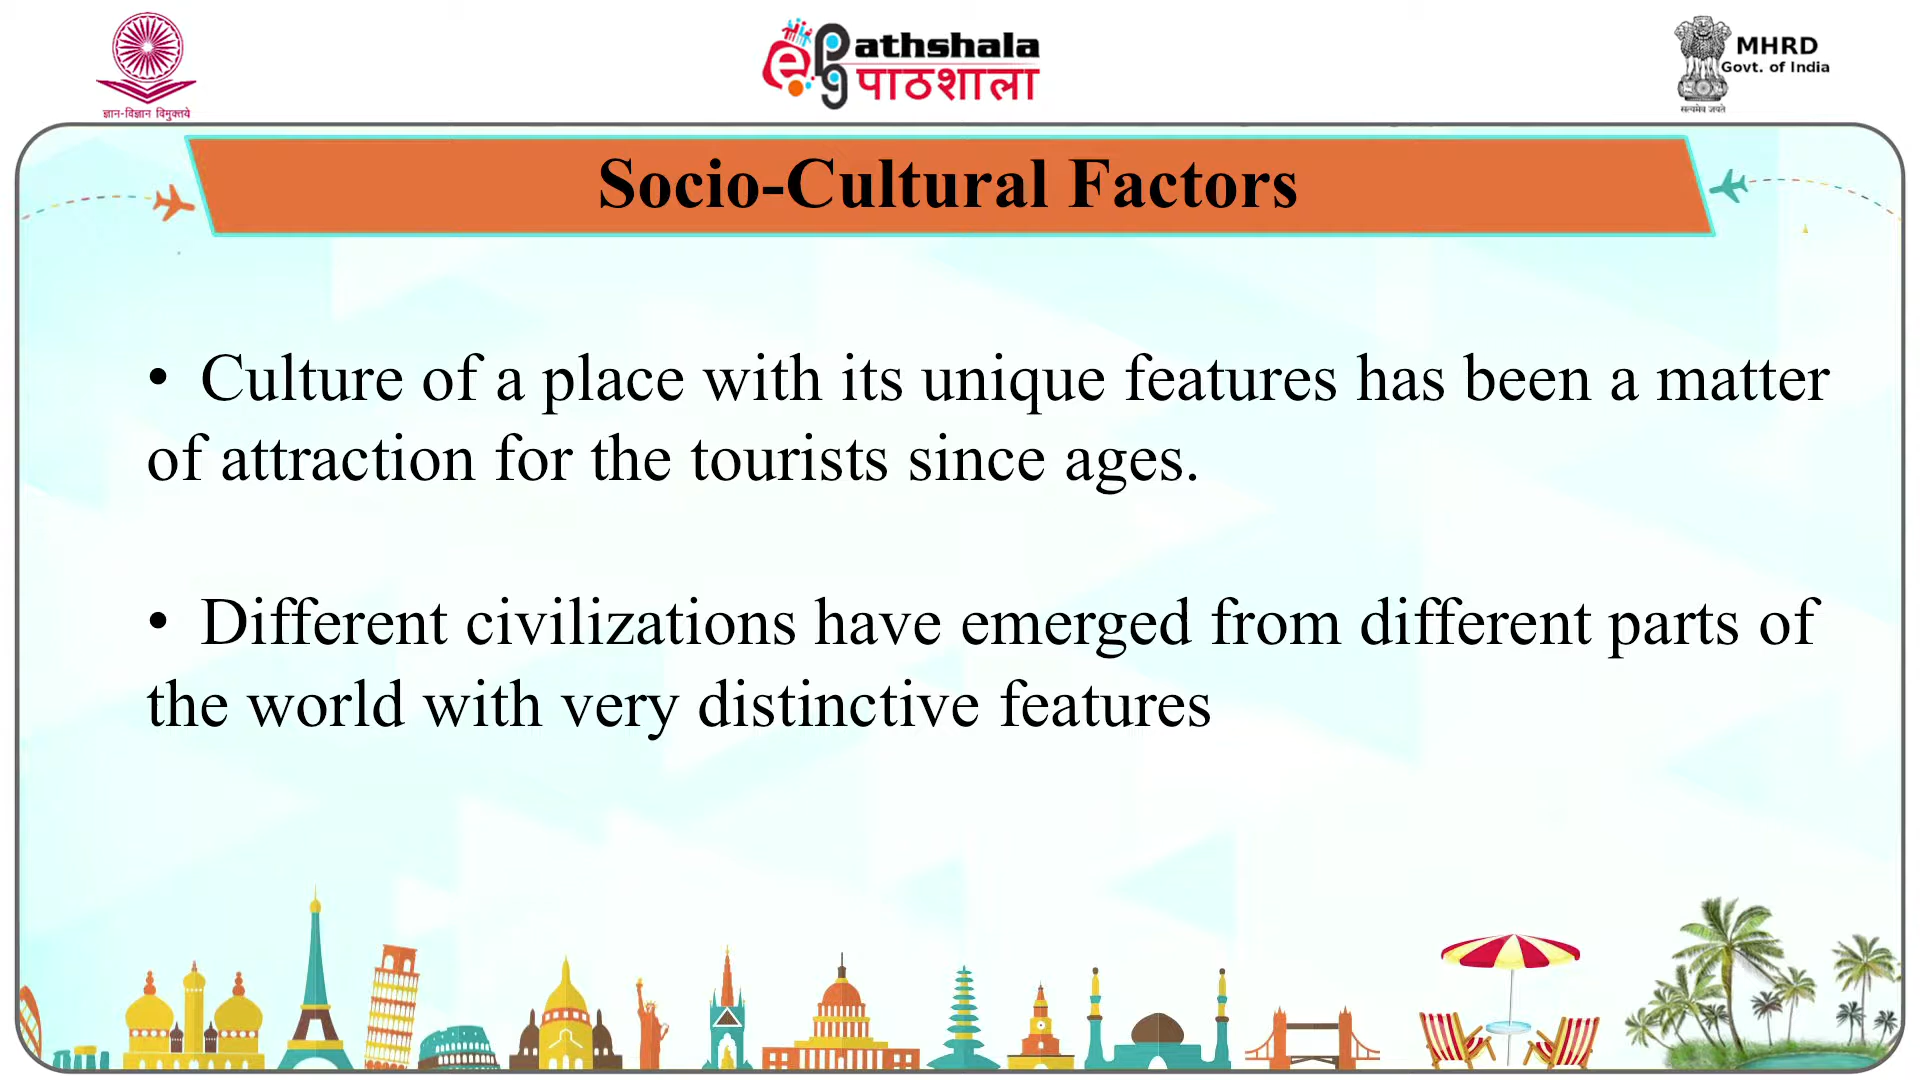 ज्ञान-विज्ञान विमुक्तये
ePG Pathshala
पाठशाला
MHRD
Govt. of India
सत्यमेव जयते
Socio-Cultural Factors
• Culture of a place with its unique features has been a matter
of attraction for the tourists since ages.
• Different civilizations have emerged from different parts of
the world with very distinctive features